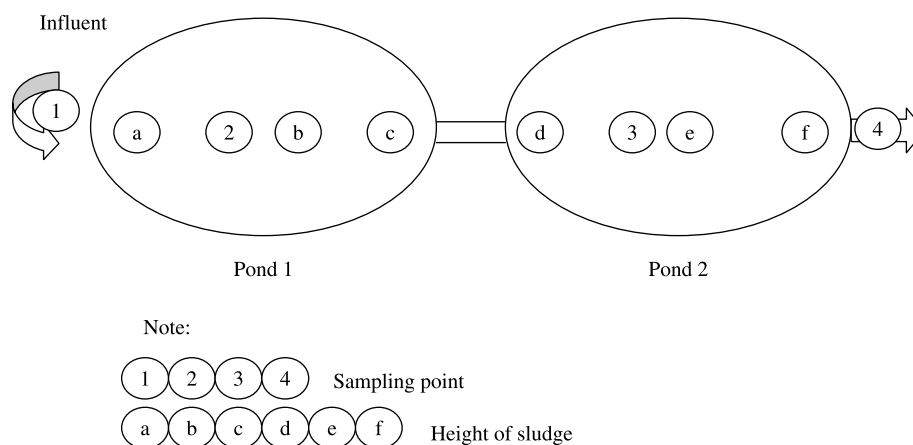 Influent
1 a 2 b c d 3 e f 4
Pond 1 Pond 2
Note:
1 2 3 4 Sampling point
a b c d e f Height of sludge